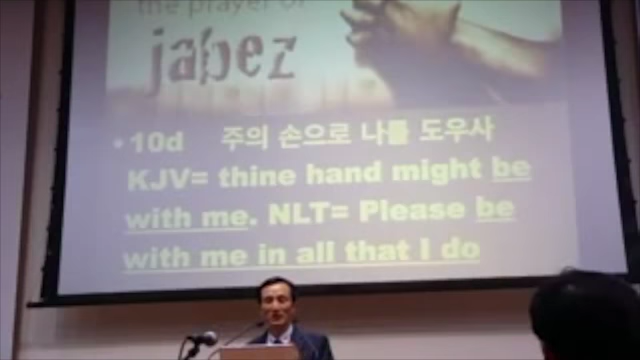 the prayer of
jabez
• 10d 주의 손으로 나를 도우사
KJV= thine hand might be
with me. NLT= Please be
with me in all that I do